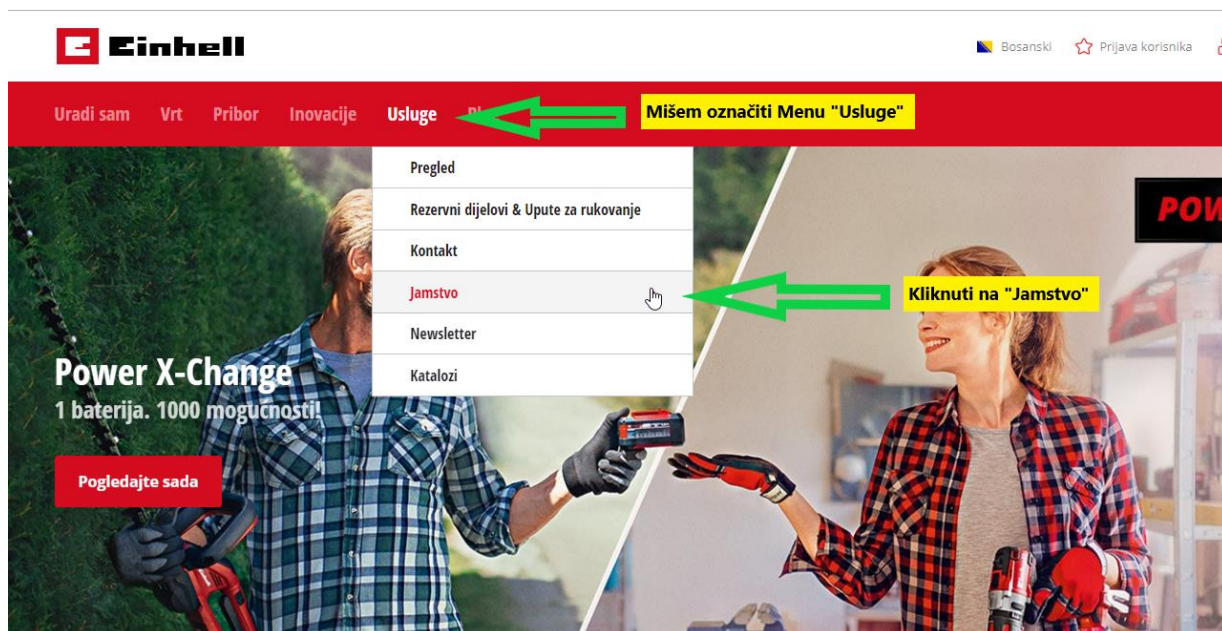 Einhell
Bosanski Prijava korisnika
Uradi sam Vrt Pribor Inovacije Usluge
Mišem označiti Menu "Usluge"
Pregled
Rezervni dijelovi & Upute za rukovanje
Kontakt
Jamstvo
Kliknuti na "Jamstvo"
Newsletter
Katalozi
Power X-Change
1 baterija. 1000 mogućnosti!
Pogledajte sada
Einhell